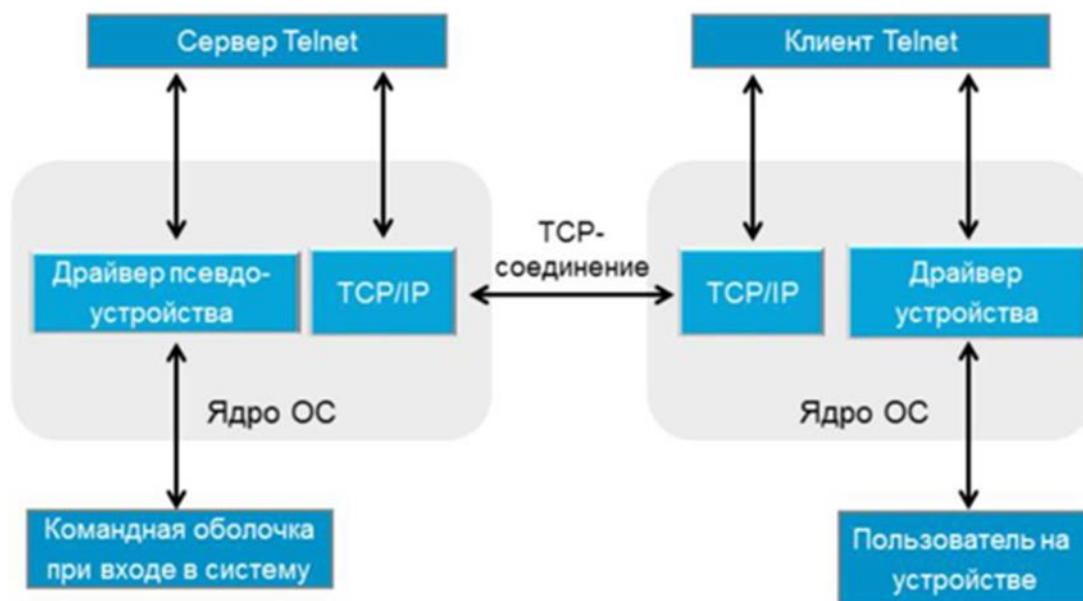 Сервер Telnet
Клиент Telnet
TCP-
соединение
Драйвер псевдо-
устройства
TCP/IP
TCP/IP
Драйвер
устройства
Ядро ОС
Ядро ОС
Командная оболочка
при входе в систему
Пользователь на
устройстве